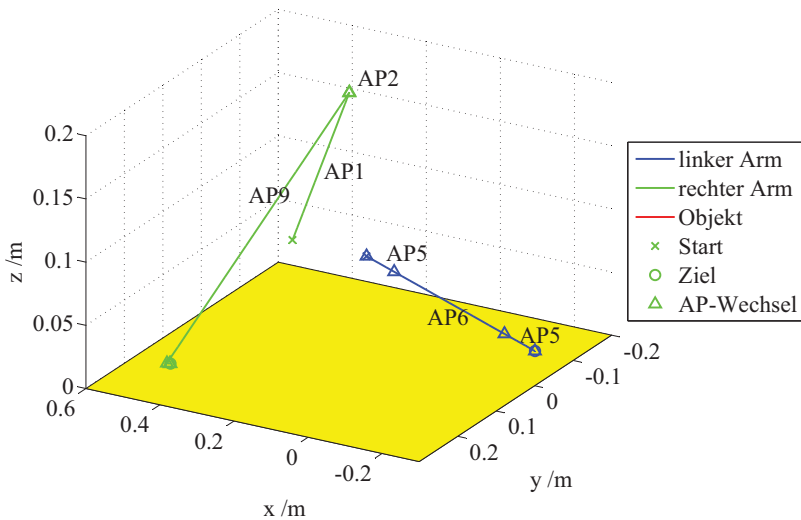 AP2
AP1
AP9
AP5
AP6
AP5
0.2
0.15
0.1
0.05
0
z /m
0.6
0.4
0.2
0
-0.2
x /m
-0.2
-0.1
0
0.1
0.2
y /m
linker Arm
rechter Arm
Objekt
Start
Ziel
AP-Wechsel